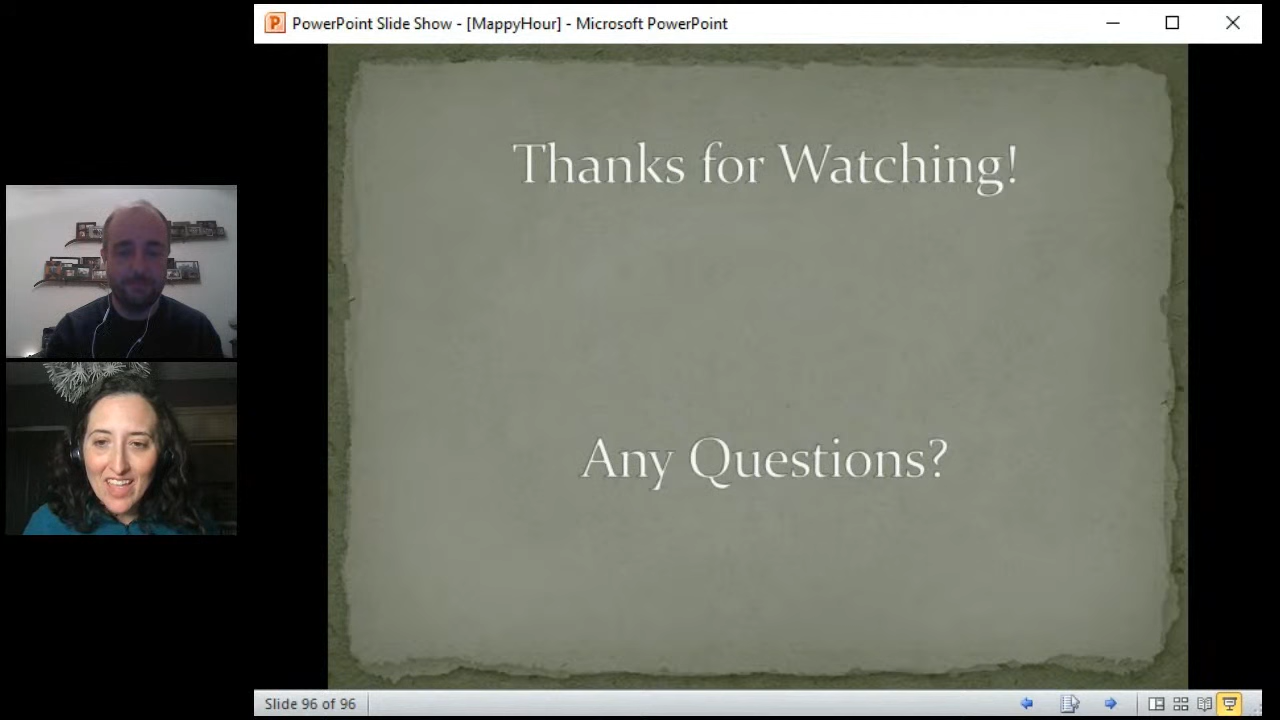 PowerPoint Slide Show - [MappyHour] - Microsoft PowerPoint
Thanks for Watching!
Any Questions?
Slide 96 of 96